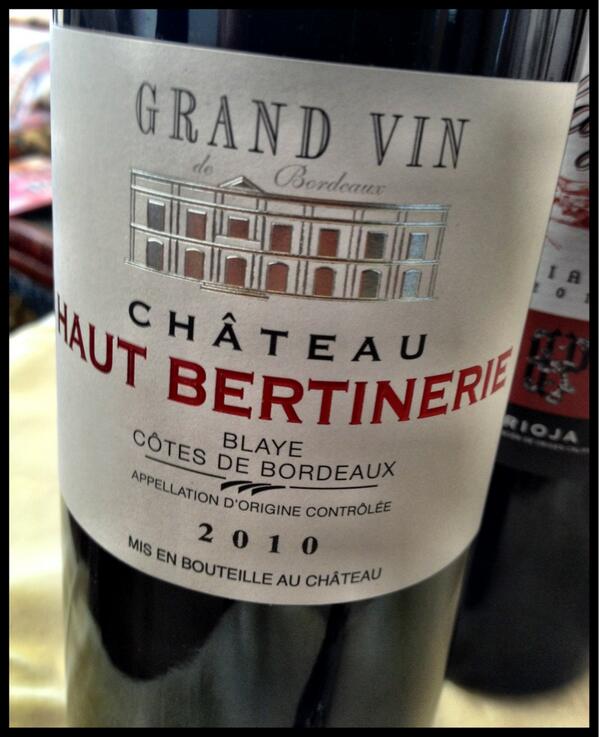 GRAND VIN
de Bordeaux
CHÂTEAU
HAUT BERTINERIE
BLAYE
CÔTES DE BORDEAUX
APPELLATION D'ORIGINE CONTRÔLÉE
2010
MIS EN BOUTEILLE AU CHÂTEAU
RIOJA